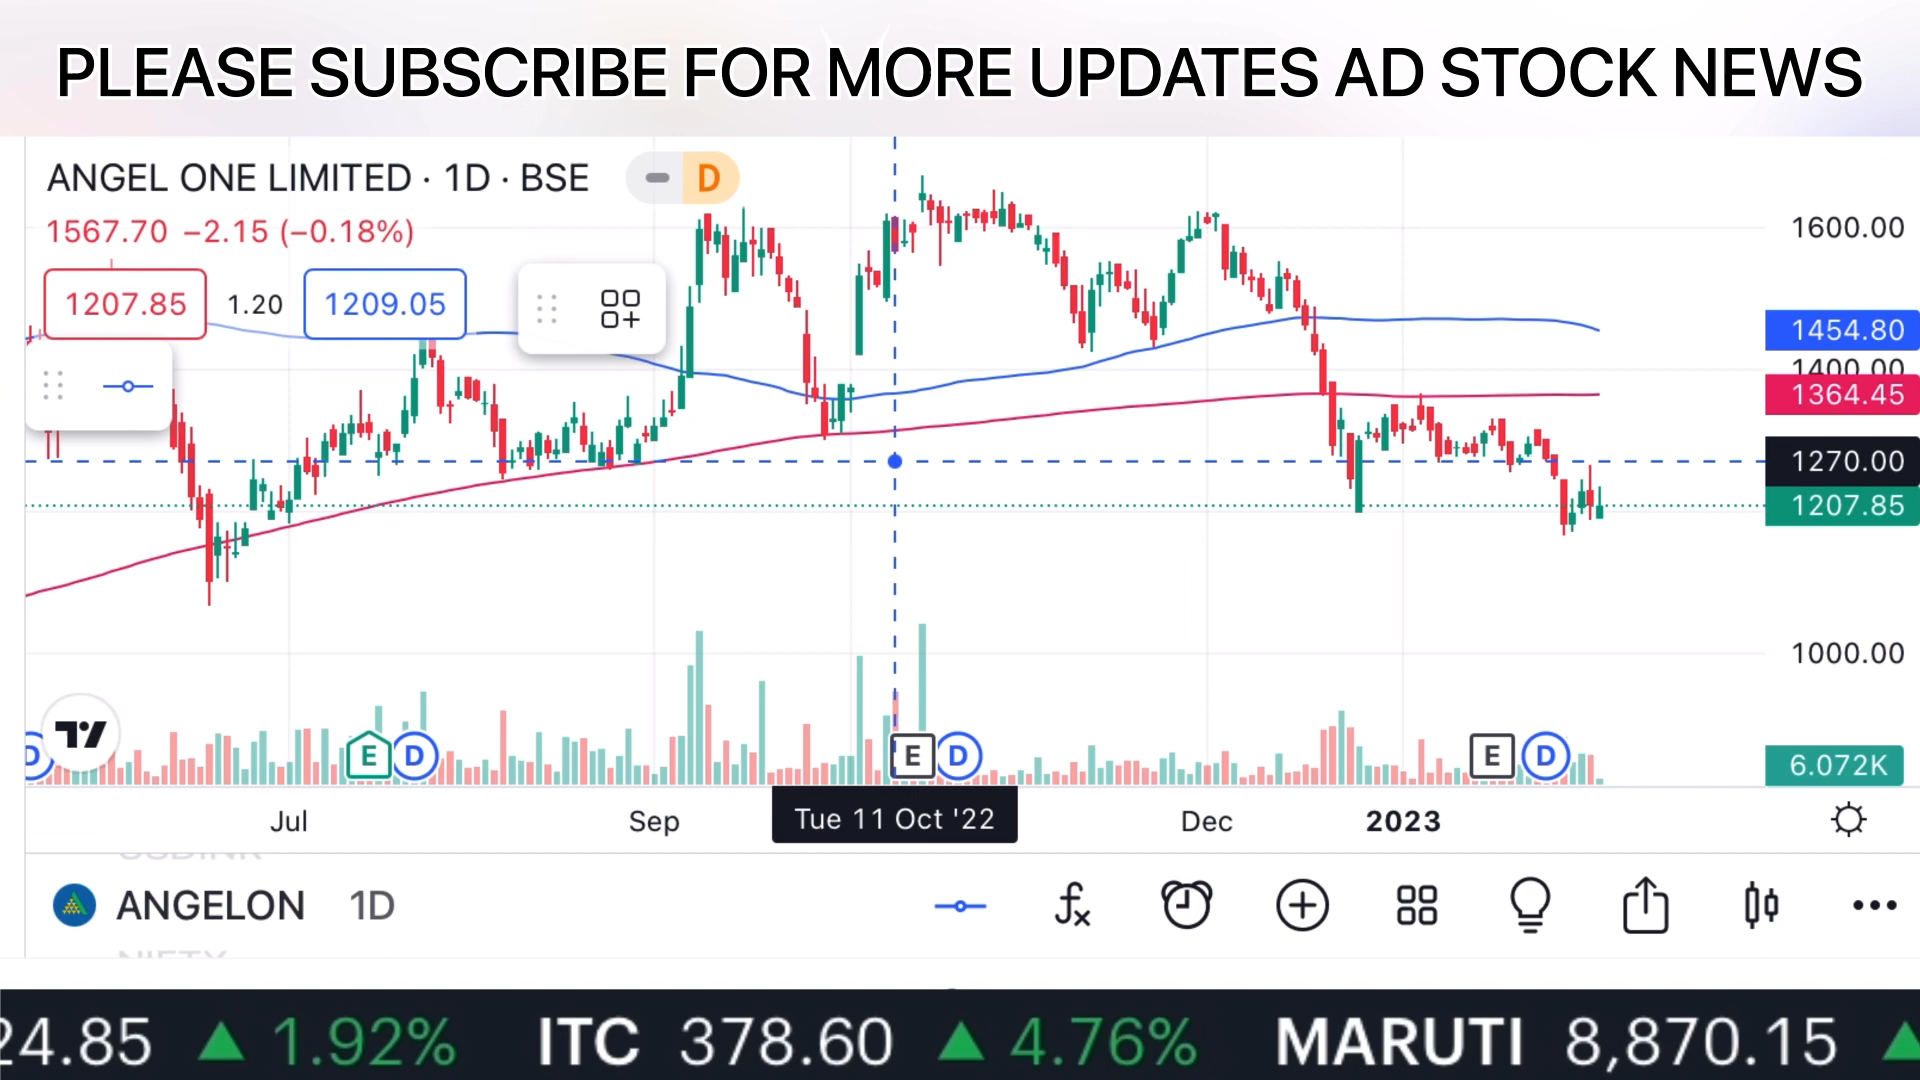 PLEASE SUBSCRIBE FOR MORE UPDATES AD STOCK NEWS
ANGEL ONE LIMITED · 1D · BSE D
1567.70 −2.15 (−0.18%)
1207.85 1.20 1209.05
1600.00
1454.80
1400.00
1364.45
1270.00
1207.85
1000.00
6.072K
D E D E D E D
Jul Sep Tue 11 Oct '22 Dec 2023
ANGELON 1D
24.85 ▲ 1.92% ITC 378.60 ▲ 4.76% MARUTI 8,870.15 ▲